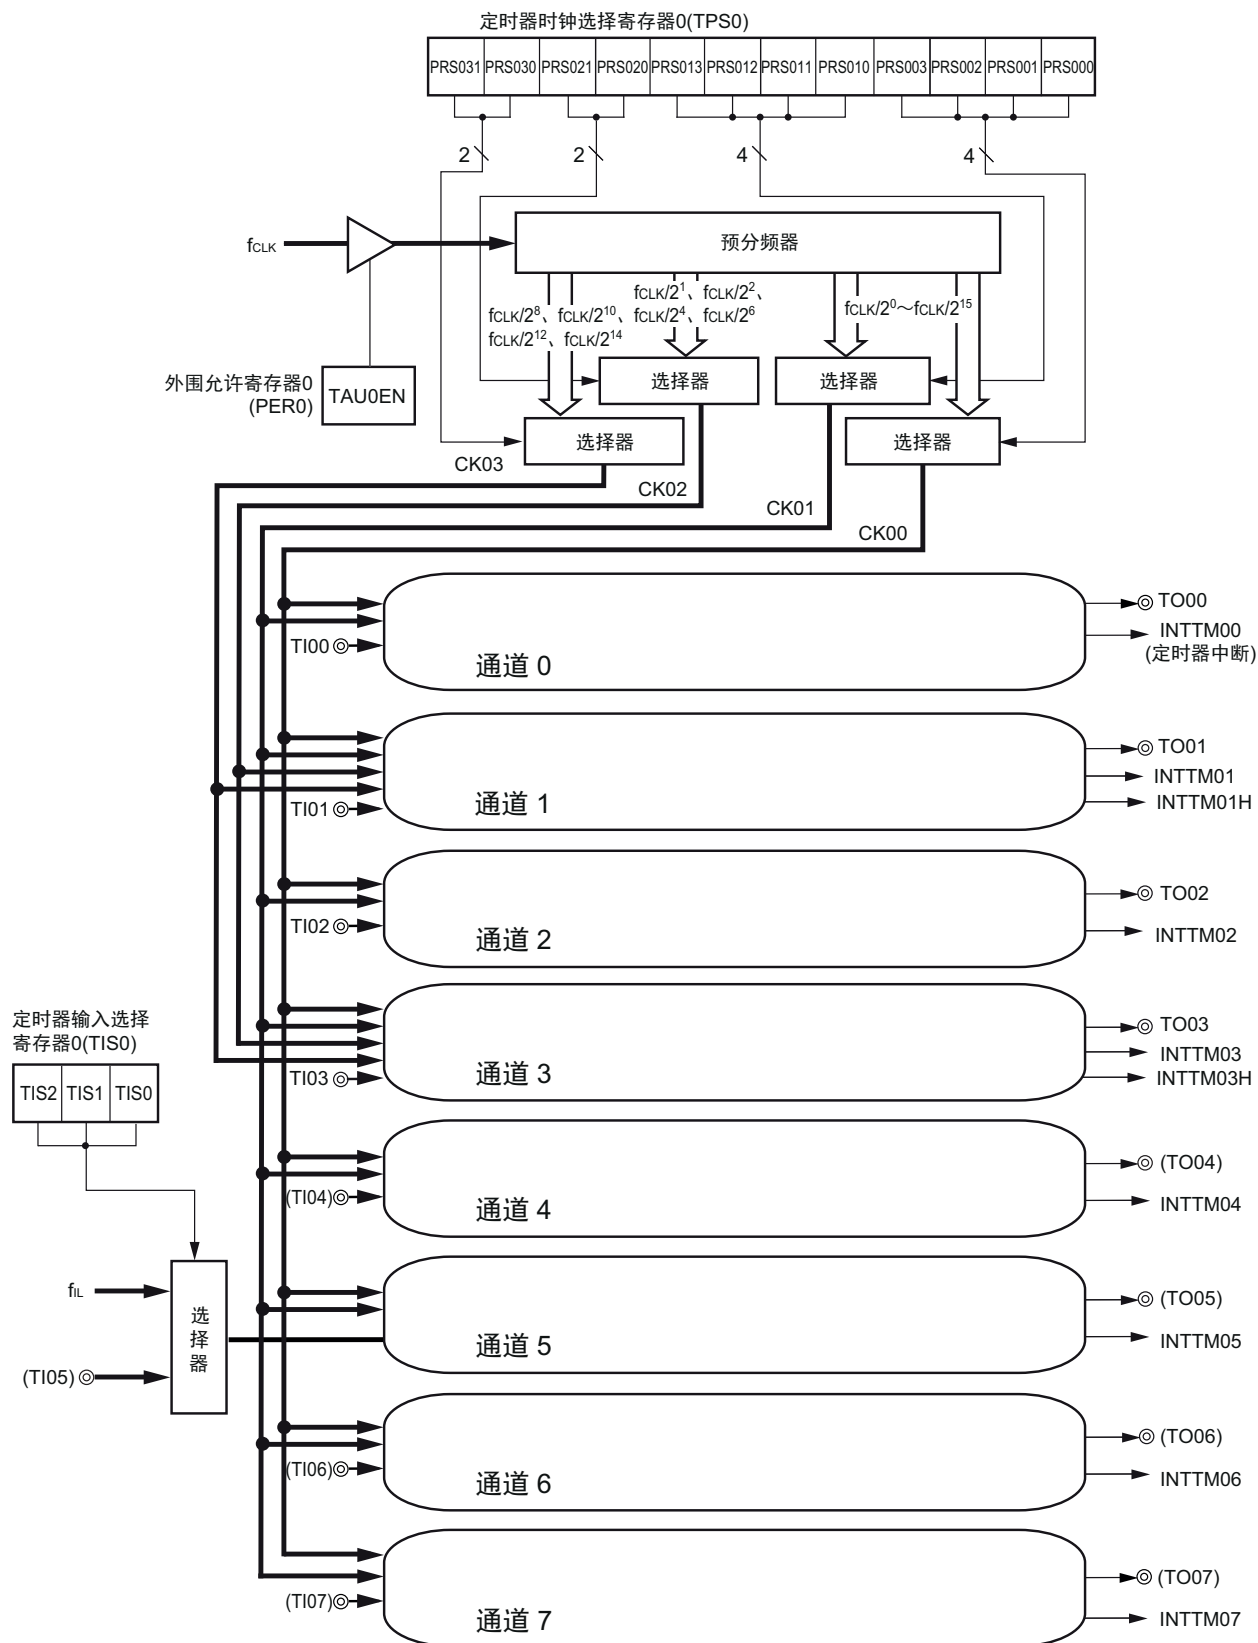 定时器时钟选择寄存器0(TPS0)
PRS031 PRS030 PRS021 PRS020 PRS013 PRS012 PRS011 PRS010 PRS003 PRS002 PRS001 PRS000
2 2 4 4
fCLK
预分频器
fCLK/2⁸、fCLK/2¹⁰、
fCLK/2¹²、fCLK/2¹⁴
fCLK/2¹、fCLK/2²、
fCLK/2⁴、fCLK/2⁶
fCLK/2⁰～fCLK/2¹⁵
外围允许寄存器0
(PER0)
TAU0EN
选择器
选择器
选择器
选择器
CK03
CK02
CK01
CK00
TI00
通道 0
TO00
INTTM00
(定时器中断)
TI01
通道 1
TO01
INTTM01
INTTM01H
TI02
通道 2
TO02
INTTM02
定时器输入选择
寄存器0(TIS0)
TIS2 TIS1 TIS0
TI03
通道 3
TO03
INTTM03
INTTM03H
(TI04)
通道 4
(TO04)
INTTM04
fIL
(TI05)
选择器
通道 5
(TO05)
INTTM05
(TI06)
通道 6
(TO06)
INTTM06
(TI07)
通道 7
(TO07)
INTTM07